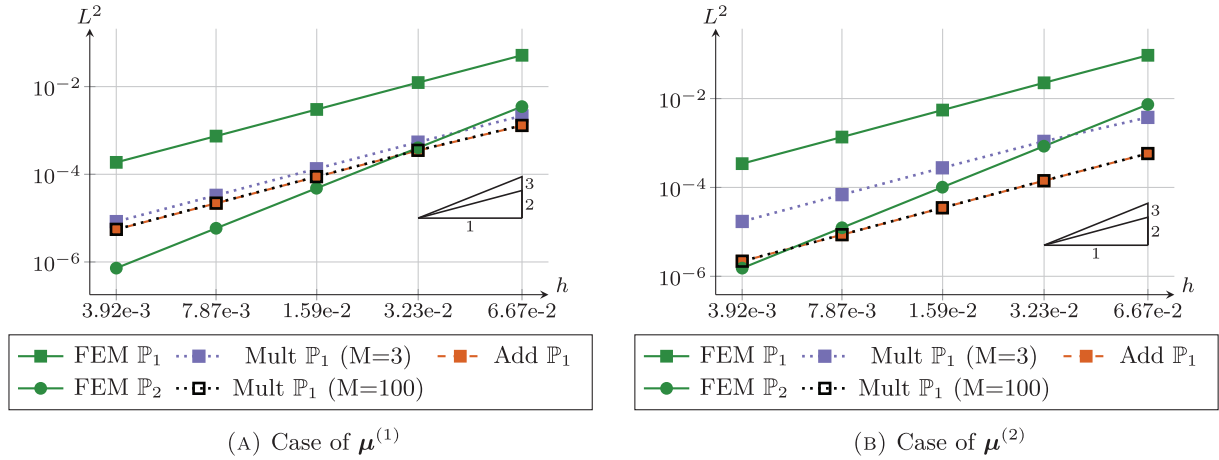 L²
10⁻²
10⁻⁴
10⁻⁶
3
2
1
h
3.92e-3 7.87e-3 1.59e-2 3.23e-2 6.67e-2
FEM ℙ₁ Mult ℙ₁ (M=3) Add ℙ₁
FEM ℙ₂ Mult ℙ₁ (M=100)
(A) Case of 𝝁⁽¹⁾
L²
10⁻²
10⁻⁴
10⁻⁶
3
2
1
h
3.92e-3 7.87e-3 1.59e-2 3.23e-2 6.67e-2
FEM ℙ₁ Mult ℙ₁ (M=3) Add ℙ₁
FEM ℙ₂ Mult ℙ₁ (M=100)
(B) Case of 𝝁⁽²⁾